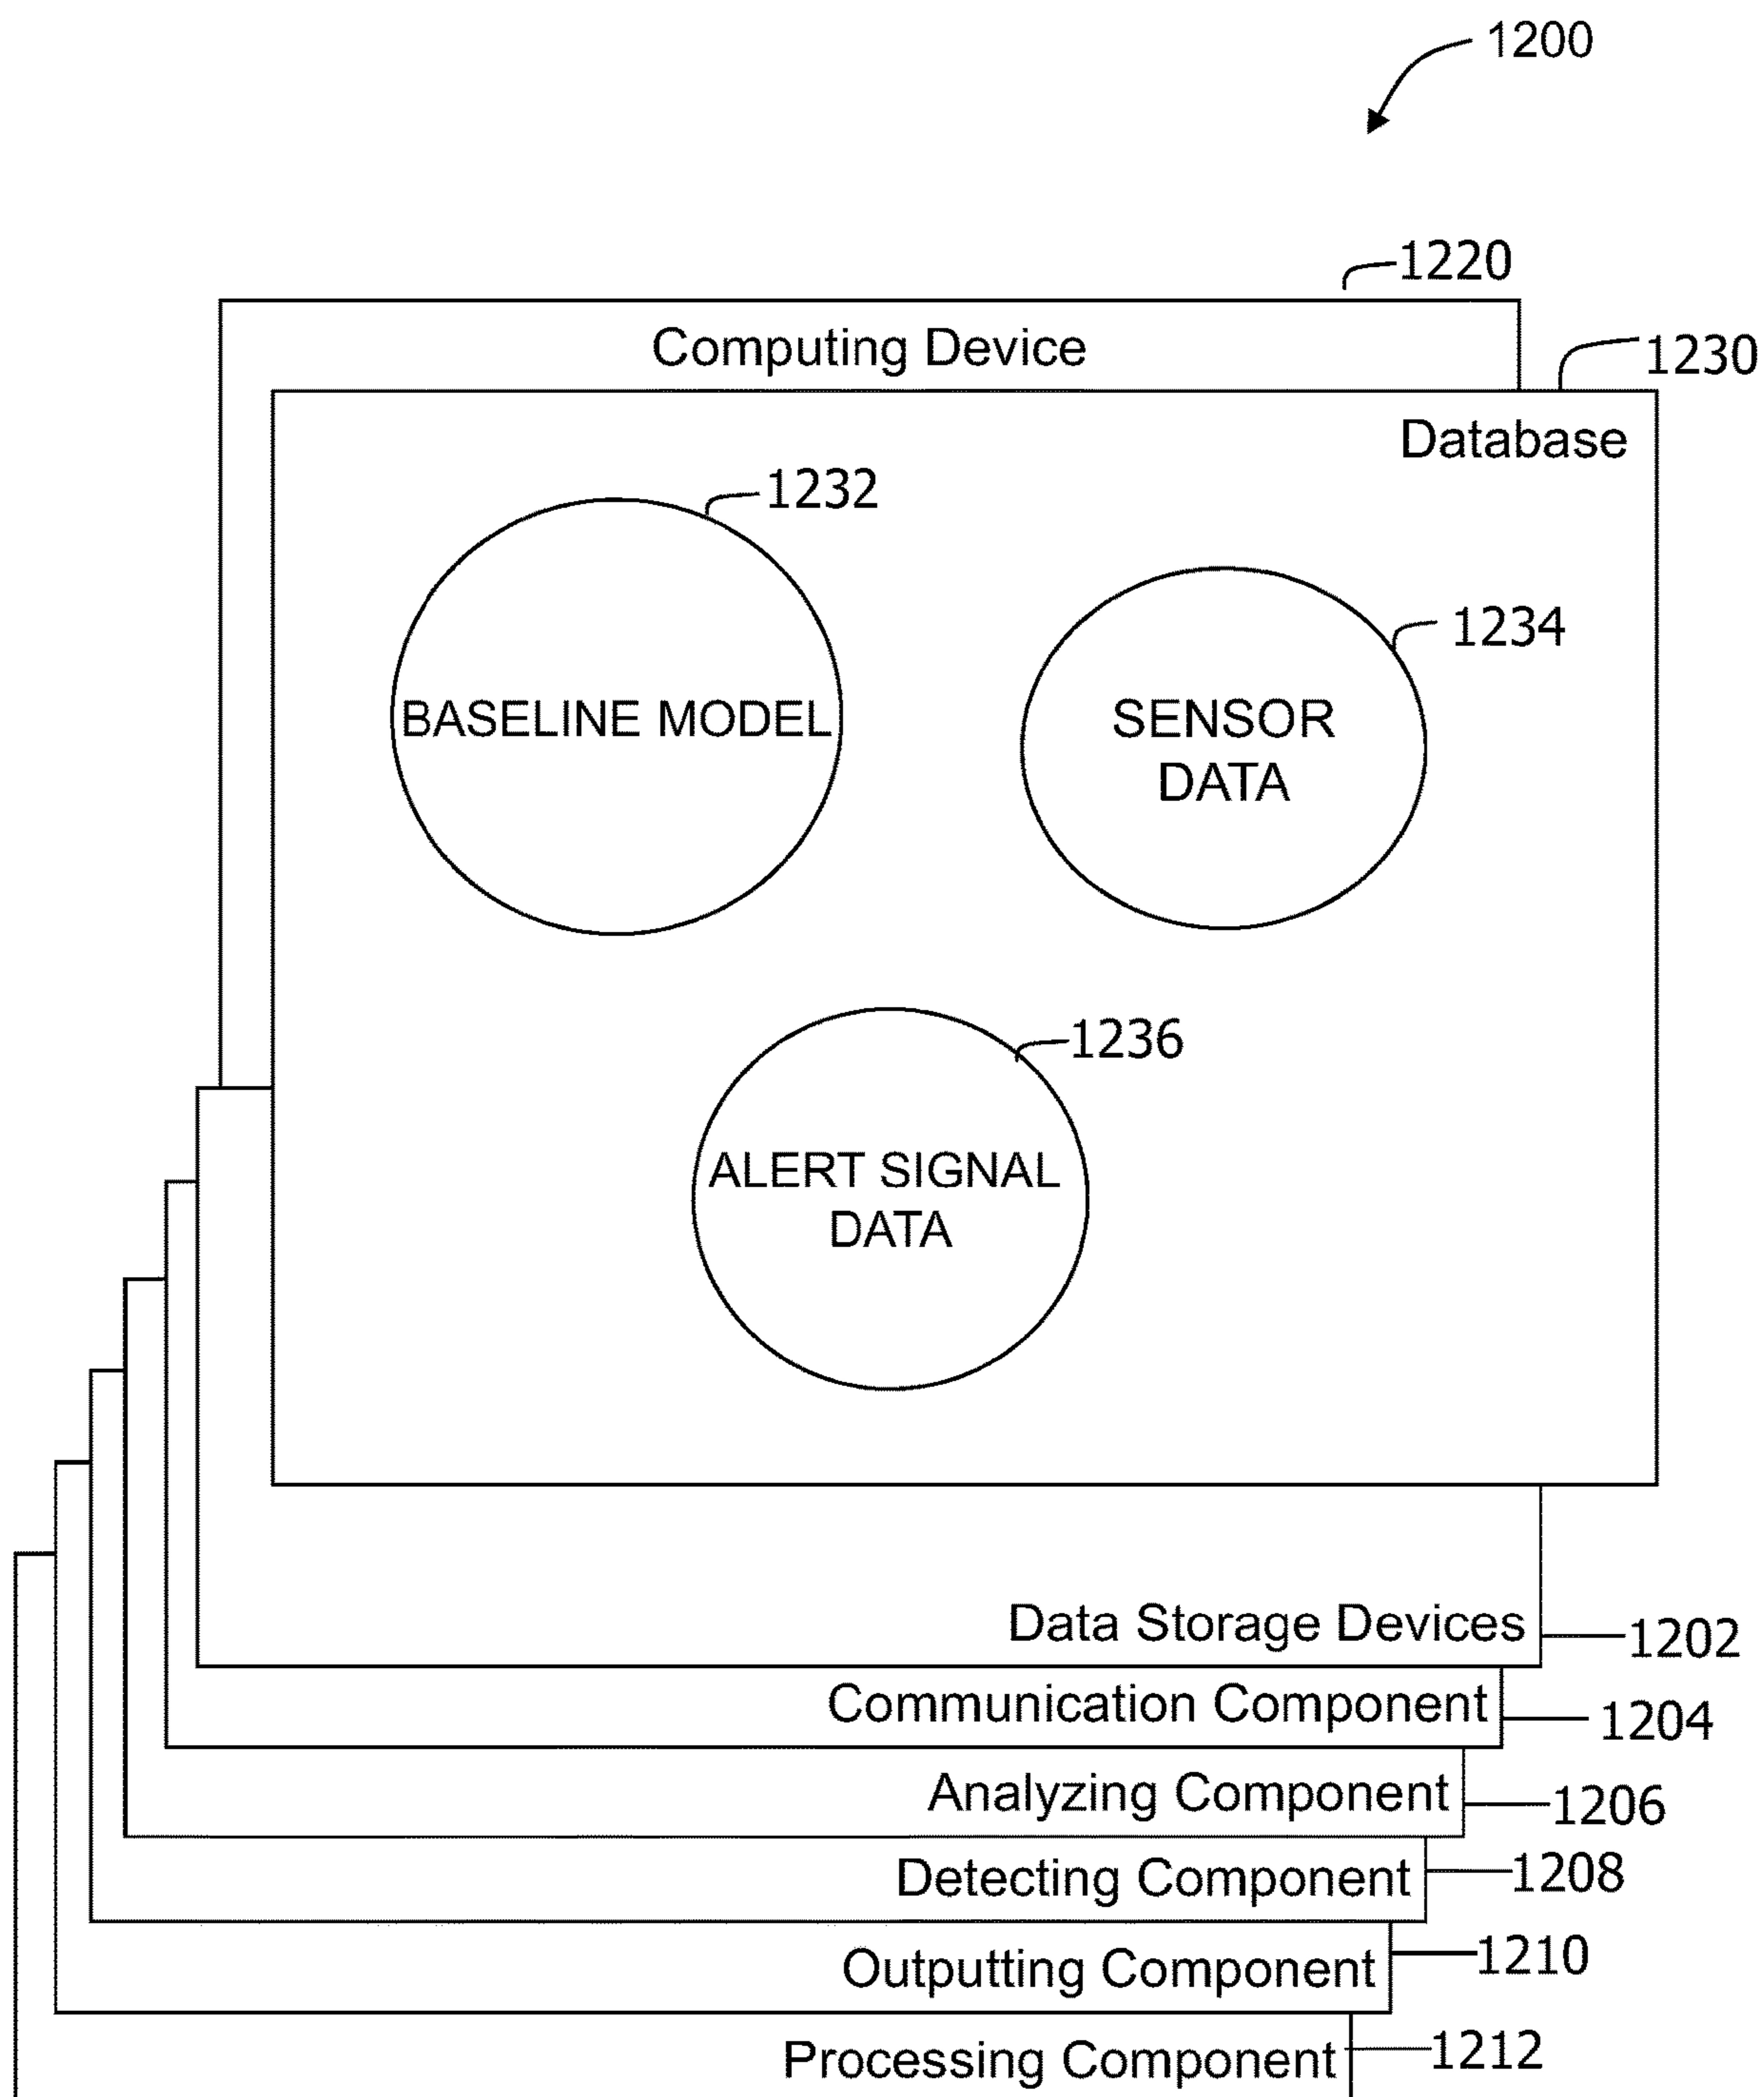 1200
1220
Computing Device
1230
Database
1232
1234
BASELINE MODEL
SENSOR
DATA
1236
ALERT SIGNAL
DATA
Data Storage Devices
1202
Communication Component
1204
Analyzing Component
1206
Detecting Component
1208
Outputting Component
1210
Processing Component
1212